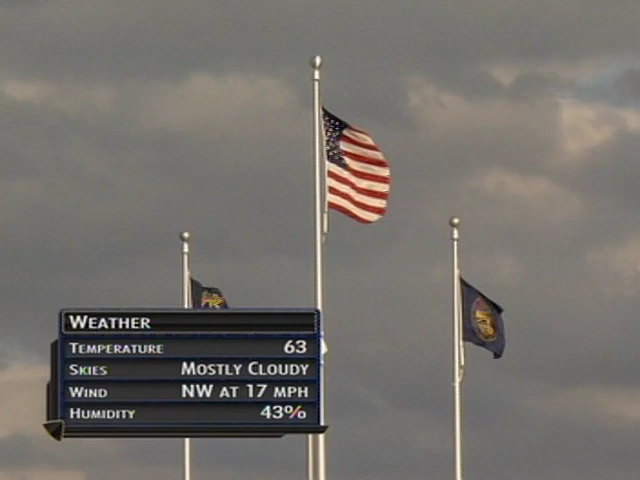 WEATHER
TEMPERATURE 63
SKIES MOSTLY CLOUDY
WIND NW AT 17 MPH
HUMIDITY 43%